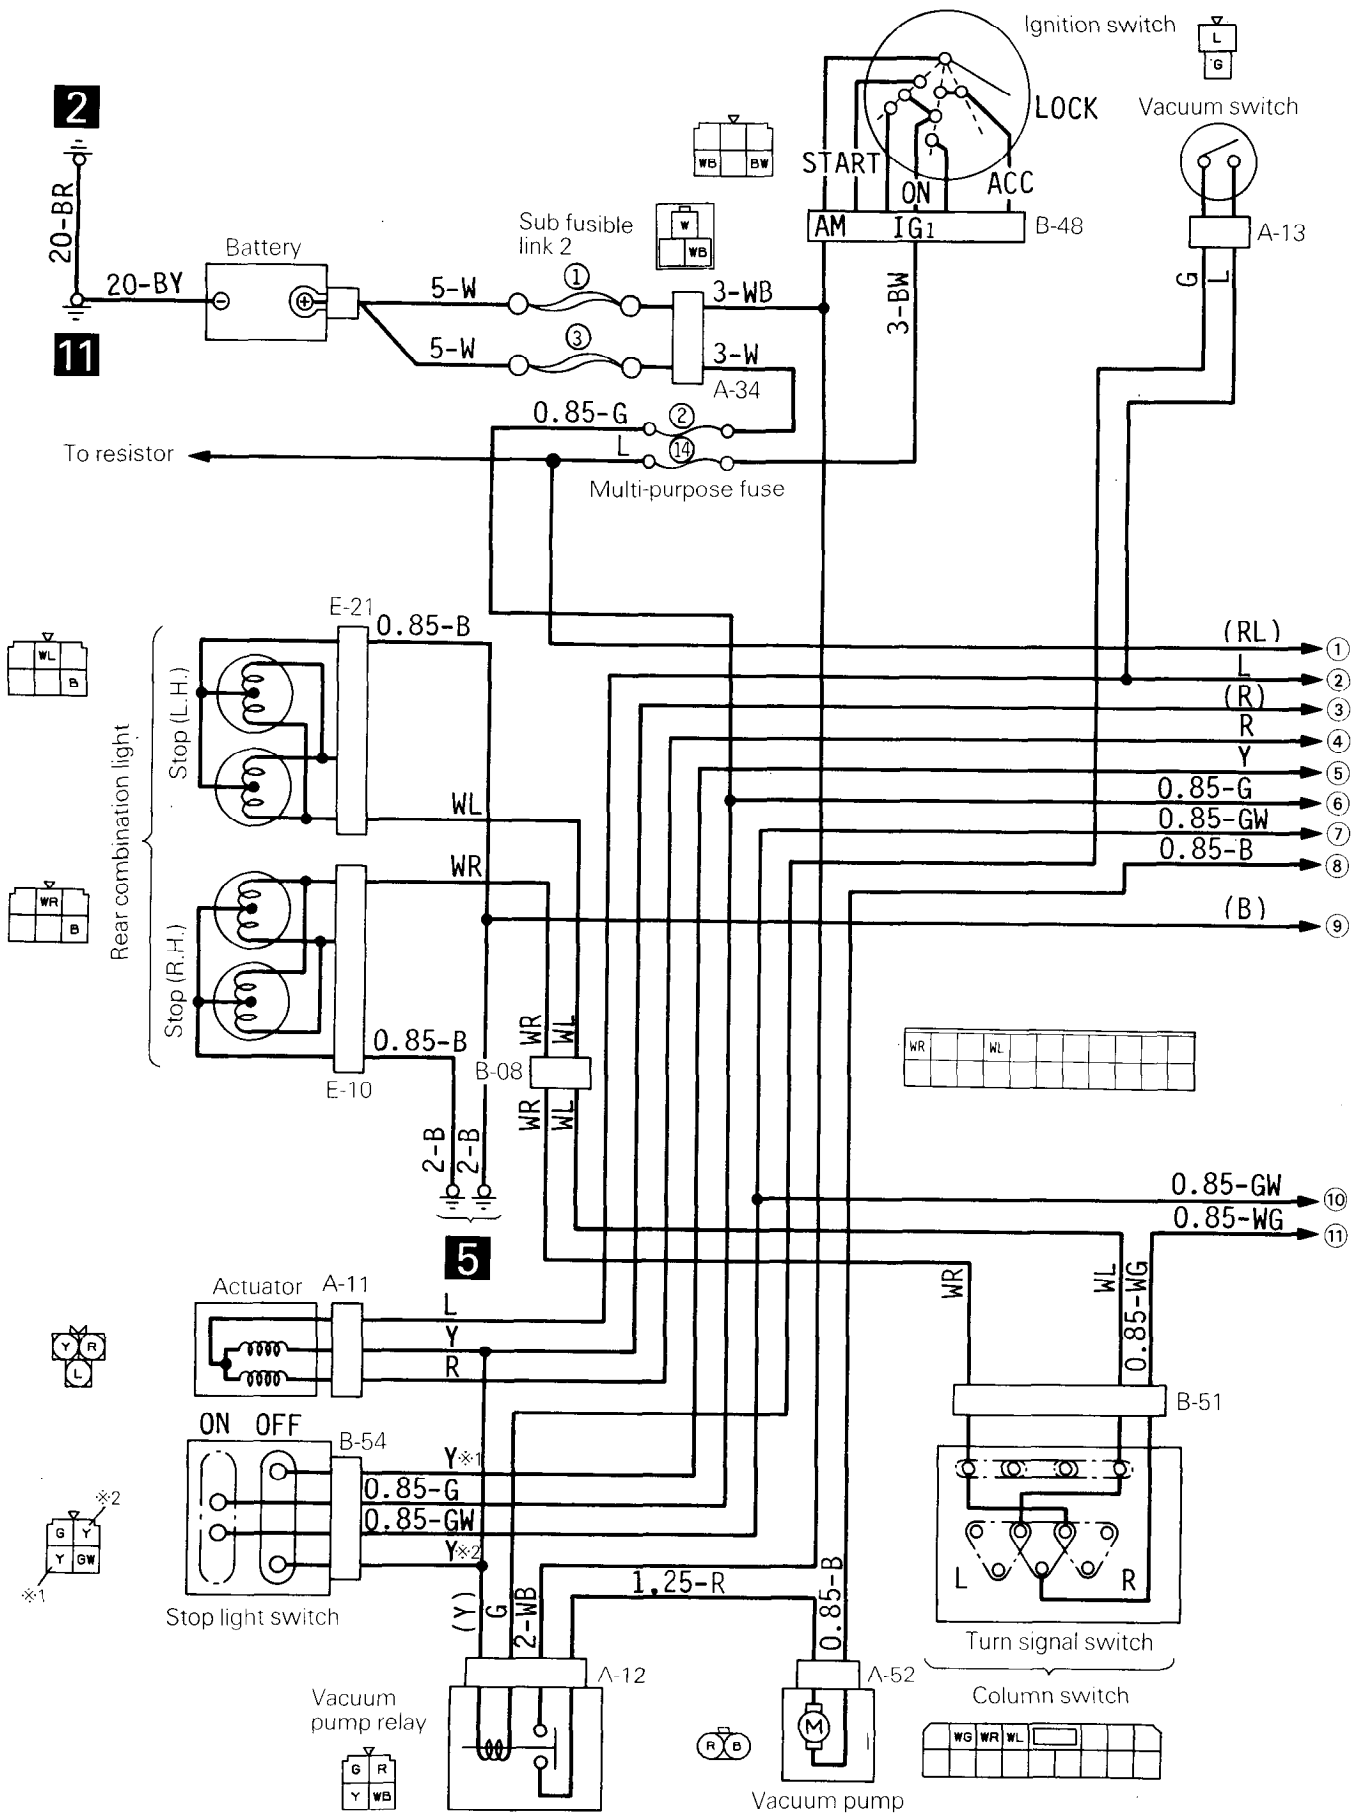 Ignition switch
L
G
2
LOCK
Vacuum switch
WB BW
START
ON
ACC
20-BR
AM IG1
B-48
A-13
Sub fusible
link 2
W
WB
Battery
20-BY
5-W
1
3-WB
G
L
3-BW
11
5-W
3
3-W
A-34
0.85-G
2
To resistor
L
14
Multi-purpose fuse
E-21
0.85-B
(RL)
1
WL
B
L
2
(R)
3
Stop (L.H.)
R
4
Y
5
0.85-G
6
WL
0.85-GW
7
Rear combination light
0.85-B
8
WR
WR
B
(B)
9
Stop (R.H.)
WR
WL
0.85-B
WR WL
B-08
E-10
WR
WL
2-B
2-B
0.85-GW
10
0.85-WG
11
5
WR
WL
0.85-WG
Actuator
A-11
L
Y
R
Y R
L
B-51
ON OFF
B-54
Y※1
0.85-G
※2
0.85-GW
G Y
Y GW
Y※2
※1
Stop light switch
(Y)
G
2-WB
1.25-R
0.85-B
L
R
Turn signal switch
A-12
A-52
Column switch
Vacuum
pump relay
M
R B
WG WR WL
G R
Y WB
Vacuum pump